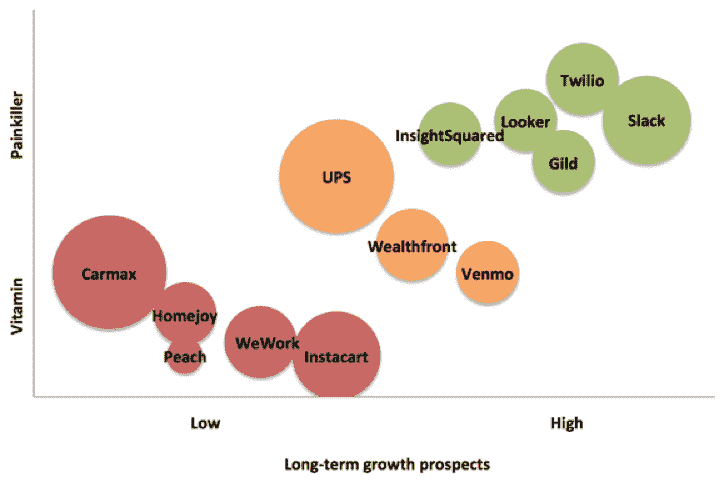 Painkiller
Vitamin
Twilio
Looker
Slack
InsightSquared
Gild
UPS
Wealthfront
Venmo
Carmax
Homejoy
WeWork
Peach
Instacart
Low
High
Long-term growth prospects